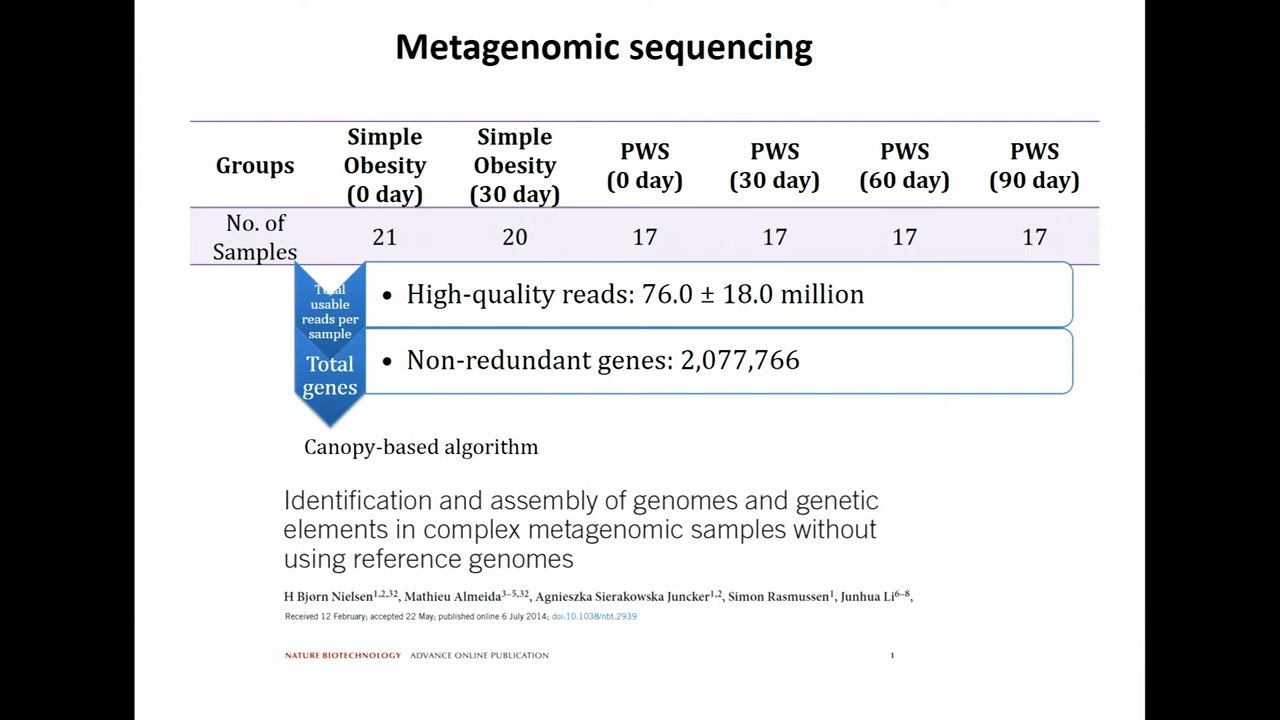 Metagenomic sequencing
Groups
Simple Obesity (0 day)
Simple Obesity (30 day)
PWS (0 day)
PWS (30 day)
PWS (60 day)
PWS (90 day)
No. of Samples
21
20
17
17
17
17
Total usable reads per sample
• High-quality reads: 76.0 ± 18.0 million
Total genes
• Non-redundant genes: 2,077,766
Canopy-based algorithm
Identification and assembly of genomes and genetic
elements in complex metagenomic samples without
using reference genomes
H Bjørn Nielsen1,2,32, Mathieu Almeida3–5,32, Agnieszka Sierakowska Juncker1,2, Simon Rasmussen1, Junhua Li6–8,
Received 12 February; accepted 22 May; published online 6 July 2014; doi:10.1038/nbt.2939
NATURE BIOTECHNOLOGY ADVANCE ONLINE PUBLICATION 1